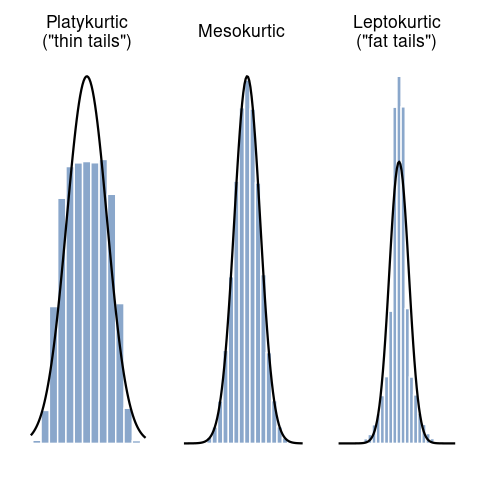 Platykurtic
("thin tails")
Mesokurtic
Leptokurtic
("fat tails")